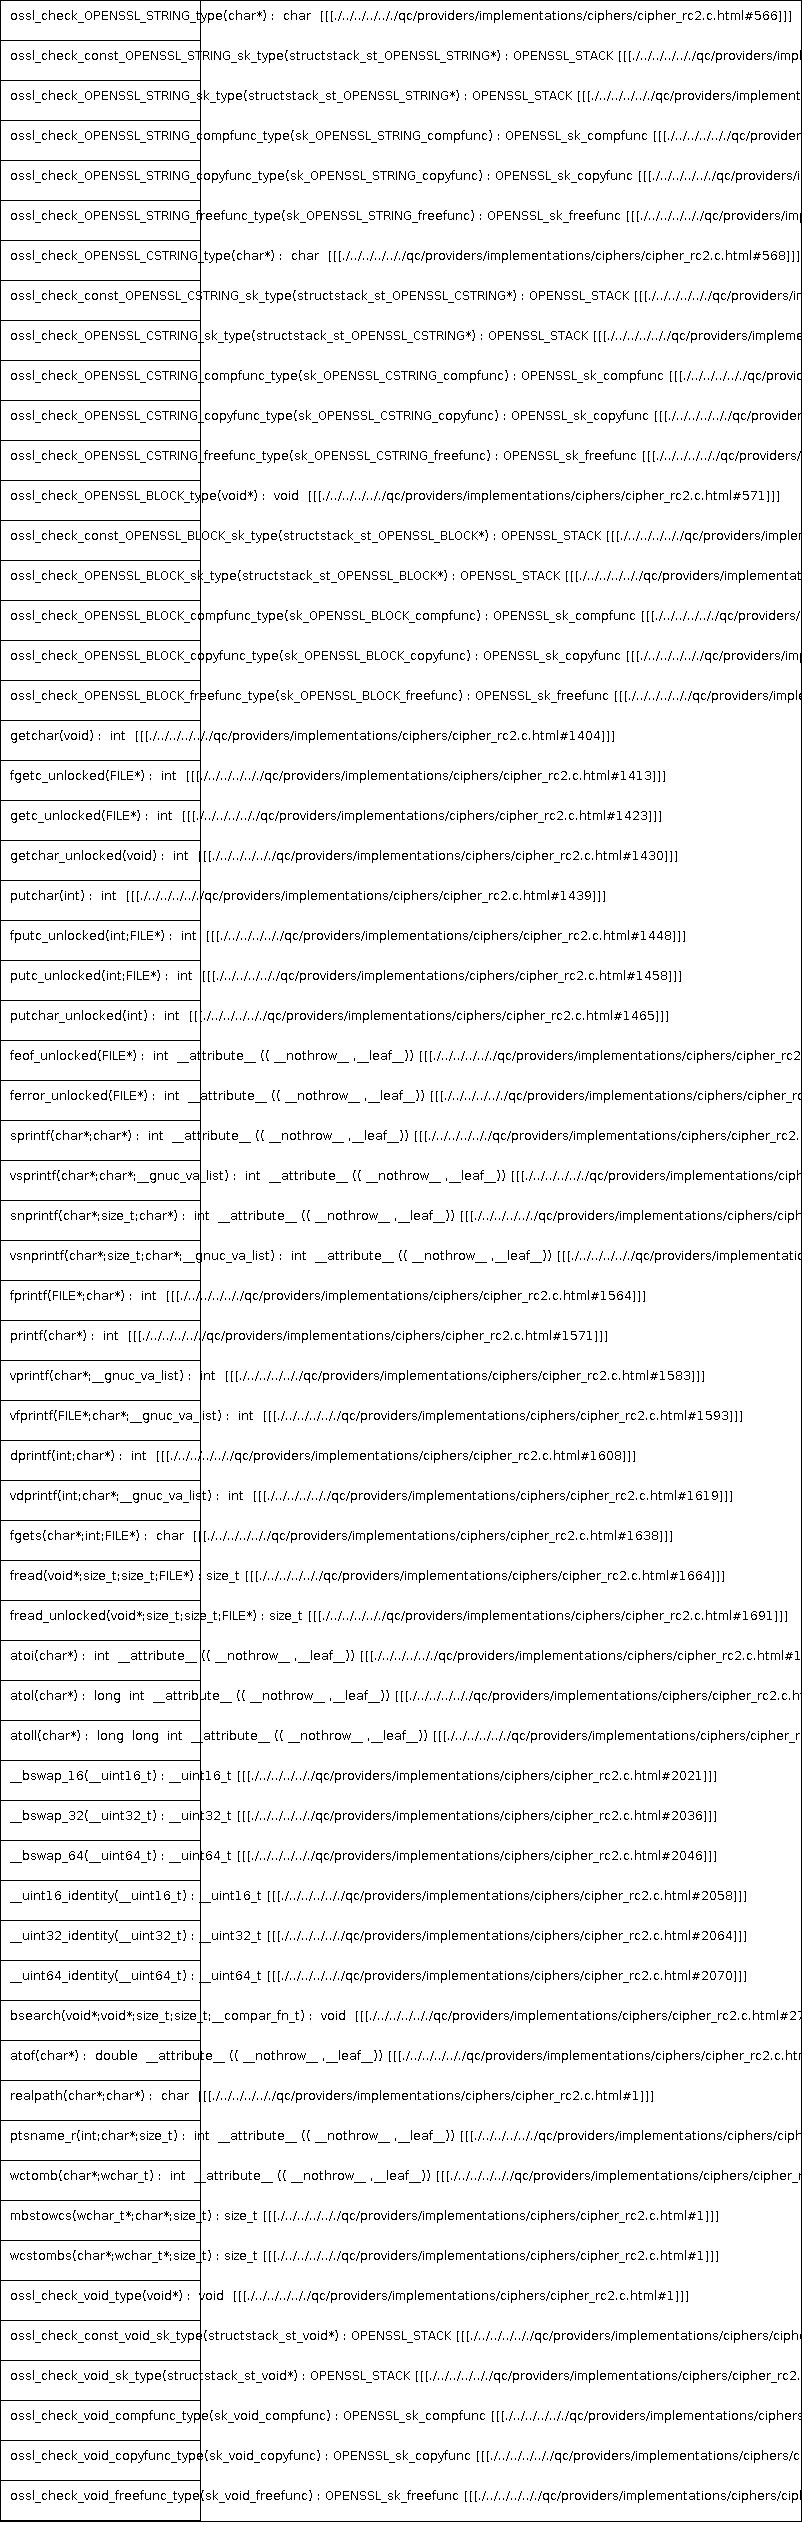 ossl_check_OPENSSL_STRING_type(char*) : char [[[./../../../../qc/providers/implementations/ciphers/cipher_rc2.c.html#566]]]
ossl_check_const_OPENSSL_STRING_sk_type(structstack_st_OPENSSL_STRING*) : OPENSSL_STACK [[[./../../../../qc/providers/impl
ossl_check_OPENSSL_STRING_sk_type(structstack_st_OPENSSL_STRING*) : OPENSSL_STACK [[[./../../../../qc/providers/implement
ossl_check_OPENSSL_STRING_compfunc_type(sk_OPENSSL_STRING_compfunc) : OPENSSL_sk_compfunc [[[./../../../../qc/provider
ossl_check_OPENSSL_STRING_copyfunc_type(sk_OPENSSL_STRING_copyfunc) : OPENSSL_sk_copyfunc [[[./../../../../qc/providers/i
ossl_check_OPENSSL_STRING_freefunc_type(sk_OPENSSL_STRING_freefunc) : OPENSSL_sk_freefunc [[[./../../../../qc/providers/im
ossl_check_OPENSSL_CSTRING_type(char*) : char [[[./../../../../qc/providers/implementations/ciphers/cipher_rc2.c.html#568]]]
ossl_check_const_OPENSSL_CSTRING_sk_type(structstack_st_OPENSSL_CSTRING*) : OPENSSL_STACK [[[./../../../../qc/providers/i
ossl_check_OPENSSL_CSTRING_sk_type(structstack_st_OPENSSL_CSTRING*) : OPENSSL_STACK [[[./../../../../qc/providers/impleme
ossl_check_OPENSSL_CSTRING_compfunc_type(sk_OPENSSL_CSTRING_compfunc) : OPENSSL_sk_compfunc [[[./../../../../qc/provid
ossl_check_OPENSSL_CSTRING_copyfunc_type(sk_OPENSSL_CSTRING_copyfunc) : OPENSSL_sk_copyfunc [[[./../../../../qc/provider
ossl_check_OPENSSL_CSTRING_freefunc_type(sk_OPENSSL_CSTRING_freefunc) : OPENSSL_sk_freefunc [[[./../../../../qc/providers/
ossl_check_OPENSSL_BLOCK_type(void*) : void [[[./../../../../qc/providers/implementations/ciphers/cipher_rc2.c.html#571]]]
ossl_check_const_OPENSSL_BLOCK_sk_type(structstack_st_OPENSSL_BLOCK*) : OPENSSL_STACK [[[./../../../../qc/providers/implem
ossl_check_OPENSSL_BLOCK_sk_type(structstack_st_OPENSSL_BLOCK*) : OPENSSL_STACK [[[./../../../../qc/providers/implementat
ossl_check_OPENSSL_BLOCK_compfunc_type(sk_OPENSSL_BLOCK_compfunc) : OPENSSL_sk_compfunc [[[./../../../../qc/providers/
ossl_check_OPENSSL_BLOCK_copyfunc_type(sk_OPENSSL_BLOCK_copyfunc) : OPENSSL_sk_copyfunc [[[./../../../../qc/providers/im
ossl_check_OPENSSL_BLOCK_freefunc_type(sk_OPENSSL_BLOCK_freefunc) : OPENSSL_sk_freefunc [[[./../../../../qc/providers/imple
getchar(void) : int [[[./../../../../qc/providers/implementations/ciphers/cipher_rc2.c.html#1404]]]
fgetc_unlocked(FILE*) : int [[[./../../../../qc/providers/implementations/ciphers/cipher_rc2.c.html#1413]]]
getc_unlocked(FILE*) : int [[[./../../../../qc/providers/implementations/ciphers/cipher_rc2.c.html#1423]]]
getchar_unlocked(void) : int [[[./../../../../qc/providers/implementations/ciphers/cipher_rc2.c.html#1430]]]
putchar(int) : int [[[./../../../../qc/providers/implementations/ciphers/cipher_rc2.c.html#1439]]]
fputc_unlocked(int;FILE*) : int [[[./../../../../qc/providers/implementations/ciphers/cipher_rc2.c.html#1448]]]
putc_unlocked(int;FILE*) : int [[[./../../../../qc/providers/implementations/ciphers/cipher_rc2.c.html#1458]]]
putchar_unlocked(int) : int [[[./../../../../qc/providers/implementations/ciphers/cipher_rc2.c.html#1465]]]
feof_unlocked(FILE*) : int __attribute__ (( __nothrow__ ,__leaf__)) [[[./../../../../qc/providers/implementations/ciphers/cipher_rc2
ferror_unlocked(FILE*) : int __attribute__ (( __nothrow__ ,__leaf__)) [[[./../../../../qc/providers/implementations/ciphers/cipher_rc
sprintf(char*;char*) : int __attribute__ (( __nothrow__ ,__leaf__)) [[[./../../../../qc/providers/implementations/ciphers/cipher_rc2.
vsprintf(char*;char*;__gnuc_va_list) : int __attribute__ (( __nothrow__ ,__leaf__)) [[[./../../../../qc/providers/implementations/ciph
snprintf(char*;size_t;char*) : int __attribute__ (( __nothrow__ ,__leaf__)) [[[./../../../../qc/providers/implementations/ciphers/ciph
vsnprintf(char*;size_t;char*;__gnuc_va_list) : int __attribute__ (( __nothrow__ ,__leaf__)) [[[./../../../../qc/providers/implementatio
fprintf(FILE*;char*) : int [[[./../../../../qc/providers/implementations/ciphers/cipher_rc2.c.html#1564]]]
printf(char*) : int [[[./../../../../qc/providers/implementations/ciphers/cipher_rc2.c.html#1571]]]
vprintf(char*;__gnuc_va_list) : int [[[./../../../../qc/providers/implementations/ciphers/cipher_rc2.c.html#1583]]]
vfprintf(FILE*;char*;__gnuc_va_list) : int [[[./../../../../qc/providers/implementations/ciphers/cipher_rc2.c.html#1593]]]
dprintf(int;char*) : int [[[./../../../../qc/providers/implementations/ciphers/cipher_rc2.c.html#1608]]]
vdprintf(int;char*;__gnuc_va_list) : int [[[./../../../../qc/providers/implementations/ciphers/cipher_rc2.c.html#1619]]]
fgets(char*;int;FILE*) : char [[[./../../../../qc/providers/implementations/ciphers/cipher_rc2.c.html#1638]]]
fread(void*;size_t;size_t;FILE*) : size_t [[[./../../../../qc/providers/implementations/ciphers/cipher_rc2.c.html#1664]]]
fread_unlocked(void*;size_t;size_t;FILE*) : size_t [[[./../../../../qc/providers/implementations/ciphers/cipher_rc2.c.html#1691]]]
atoi(char*) : int __attribute__ (( __nothrow__ ,__leaf__)) [[[./../../../../qc/providers/implementations/ciphers/cipher_rc2.c.html#1
atol(char*) : long int __attribute__ (( __nothrow__ ,__leaf__)) [[[./../../../../qc/providers/implementations/ciphers/cipher_rc2.c.ht
atoll(char*) : long long int __attribute__ (( __nothrow__ ,__leaf__)) [[[./../../../../qc/providers/implementations/ciphers/cipher_r
__bswap_16(__uint16_t) : __uint16_t [[[./../../../../qc/providers/implementations/ciphers/cipher_rc2.c.html#2021]]]
__bswap_32(__uint32_t) : __uint32_t [[[./../../../../qc/providers/implementations/ciphers/cipher_rc2.c.html#2036]]]
__bswap_64(__uint64_t) : __uint64_t [[[./../../../../qc/providers/implementations/ciphers/cipher_rc2.c.html#2046]]]
__uint16_identity(__uint16_t) : __uint16_t [[[./../../../../qc/providers/implementations/ciphers/cipher_rc2.c.html#2058]]]
__uint32_identity(__uint32_t) : __uint32_t [[[./../../../../qc/providers/implementations/ciphers/cipher_rc2.c.html#2064]]]
__uint64_identity(__uint64_t) : __uint64_t [[[./../../../../qc/providers/implementations/ciphers/cipher_rc2.c.html#2070]]]
bsearch(void*;void*;size_t;size_t;__compar_fn_t) : void [[[./../../../../qc/providers/implementations/ciphers/cipher_rc2.c.html#27
atof(char*) : double __attribute__ (( __nothrow__ ,__leaf__)) [[[./../../../../qc/providers/implementations/ciphers/cipher_rc2.c.htm
realpath(char*;char*) : char [[[./../../../../qc/providers/implementations/ciphers/cipher_rc2.c.html#1]]]
ptsname_r(int;char*;size_t) : int __attribute__ (( __nothrow__ ,__leaf__)) [[[./../../../../qc/providers/implementations/ciphers/ciph
wctomb(char*;wchar_t) : int __attribute__ (( __nothrow__ ,__leaf__)) [[[./../../../../qc/providers/implementations/ciphers/cipher_r
mbstowcs(wchar_t*;char*;size_t) : size_t [[[./../../../../qc/providers/implementations/ciphers/cipher_rc2.c.html#1]]]
wcstombs(char*;wchar_t*;size_t) : size_t [[[./../../../../qc/providers/implementations/ciphers/cipher_rc2.c.html#1]]]
ossl_check_void_type(void*) : void [[[./../../../../qc/providers/implementations/ciphers/cipher_rc2.c.html#1]]]
ossl_check_const_void_sk_type(structstack_st_void*) : OPENSSL_STACK [[[./../../../../qc/providers/implementations/ciphers/ciphe
ossl_check_void_sk_type(structstack_st_void*) : OPENSSL_STACK [[[./../../../../qc/providers/implementations/ciphers/cipher_rc2.
ossl_check_void_compfunc_type(sk_void_compfunc) : OPENSSL_sk_compfunc [[[./../../../../qc/providers/implementations/ciphers
ossl_check_void_copyfunc_type(sk_void_copyfunc) : OPENSSL_sk_copyfunc [[[./../../../../qc/providers/implementations/ciphers/c
ossl_check_void_freefunc_type(sk_void_freefunc) : OPENSSL_sk_freefunc [[[./../../../../qc/providers/implementations/ciphers/cip